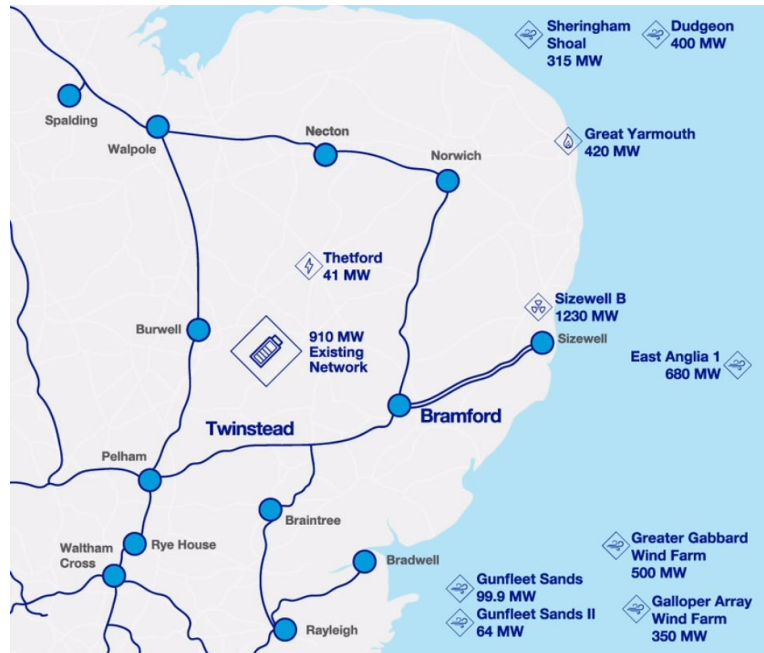 Sheringham
Shoal
315 MW
Dudgeon
400 MW
Spalding
Walpole
Necton
Norwich
Great Yarmouth
420 MW
Thetford
41 MW
Sizewell B
1230 MW
Burwell
910 MW
Existing
Network
Sizewell
East Anglia 1
680 MW
Twinstead
Bramford
Pelham
Braintree
Rye House
Waltham
Cross
Bradwell
Greater Gabbard
Wind Farm
500 MW
Gunfleet Sands
99.9 MW
Gunfleet Sands II
64 MW
Galloper Array
Wind Farm
350 MW
Rayleigh